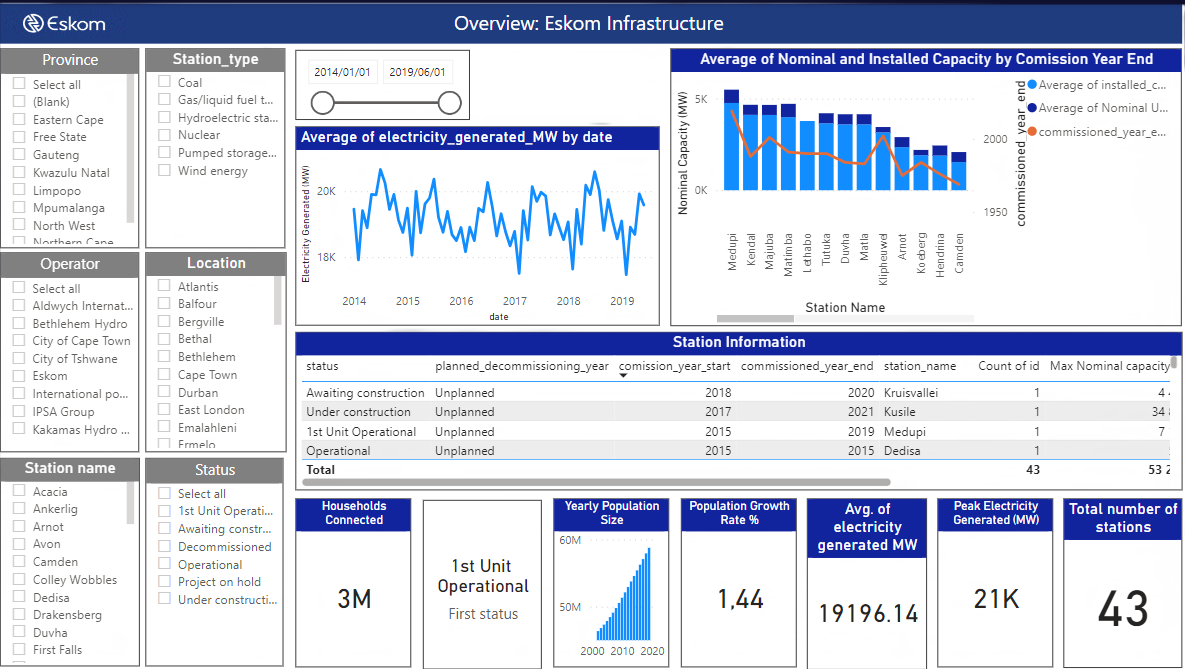 Eskom
Overview: Eskom Infrastructure
Province
Select all
(Blank)
Eastern Cape
Free State
Gauteng
Kwazulu Natal
Limpopo
Mpumalanga
North West
Northern Cape
Station_type
Coal
Gas/liquid fuel t...
Hydroelectric sta...
Nuclear
Pumped storage...
Wind energy
2014/01/01 2019/06/01
Average of electricity_generated_MW by date
Electricity Generated (MW)
20K
18K
2014 2015 2016 2017 2018 2019
date
Average of Nominal and Installed Capacity by Comission Year End
Nominal Capacity (MW)
5K
0K
2000
1950
commissioned_year_end
Average of installed_c...
Average of Nominal U...
commissioned_year_e...
Medupi
Kendal
Majuba
Matimba
Lethabo
Tutuka
Duvha
Matla
Klipheuwel
Arnot
Koeberg
Hendrina
Camden
Station Name
Operator
Select all
Aldwych Internat...
Bethlehem Hydro
City of Cape Town
City of Tshwane
Eskom
International po...
IPSA Group
Kakamas Hydro ...
Location
Atlantis
Balfour
Bergville
Bethal
Bethlehem
Cape Town
Durban
East London
Emalahleni
Ermelo
Station Information
status planned_decommissioning_year comission_year_start commissioned_year_end station_name Count of id Max Nominal capacity
Awaiting construction Unplanned 2018 2020 Kruisvallei 1 4
Under construction Unplanned 2017 2021 Kusile 1 34
1st Unit Operational Unplanned 2015 2019 Medupi 1 7
Operational Unplanned 2015 2015 Dedisa 1
Total 43 53 2
Station name
Acacia
Ankerlig
Arnot
Avon
Camden
Colley Wobbles
Dedisa
Drakensberg
Duvha
First Falls
Status
Select all
1st Unit Operati...
Awaiting constr...
Decommissioned
Operational
Project on hold
Under constructi...
Households
Connected
3M
1st Unit
Operational
First status
Yearly Population
Size
60M
50M
2000 2010 2020
Population Growth
Rate %
1,44
Avg. of
electricity
generated MW
19196.14
Peak Electricity
Generated (MW)
21K
Total number of
stations
43